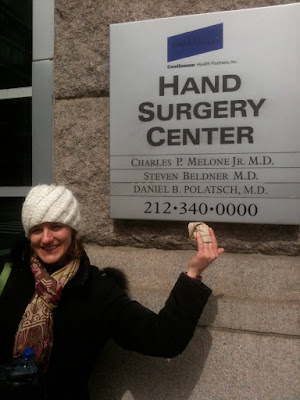 Continuum Health Partners, Inc.
HAND
SURGERY
CENTER
CHARLES P. MELONE JR. M.D.
STEVEN BELDNER M.D.
DANIEL B. POLATSCH, M.D.
212·340·0000